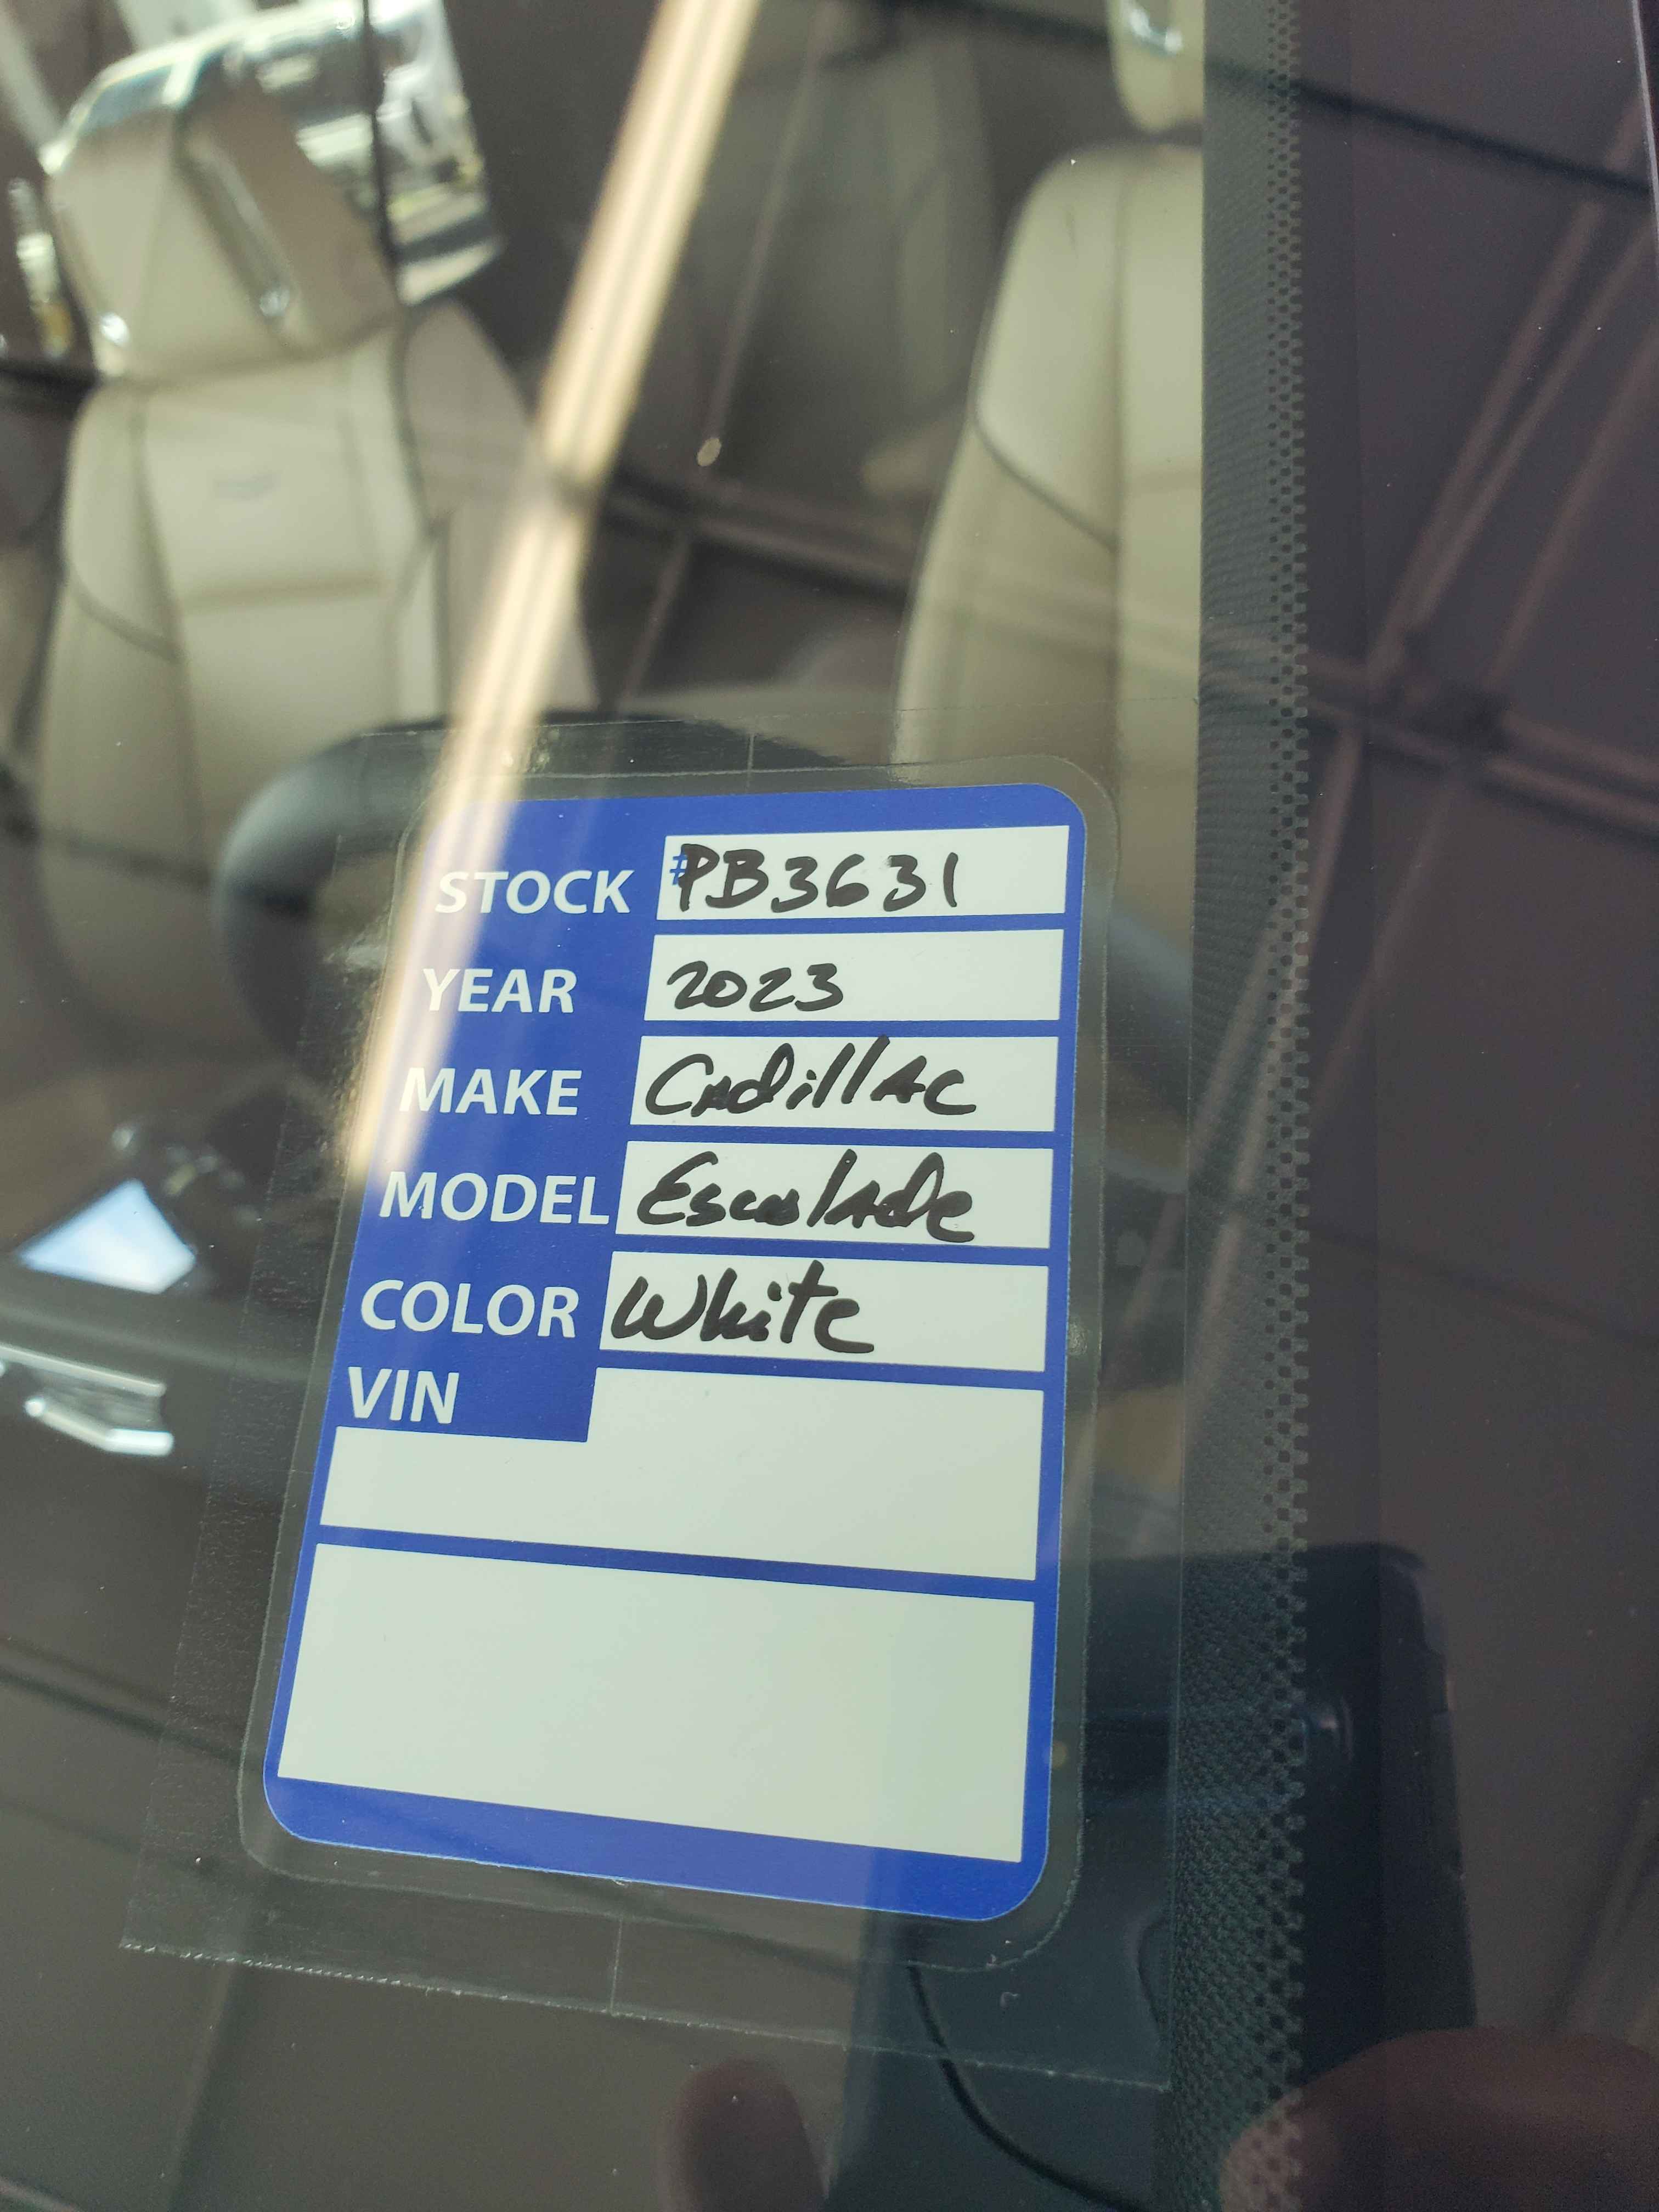 STOCK #PB3631
YEAR 2023
MAKE Cadillac
MODEL Escalade
COLOR White
VIN